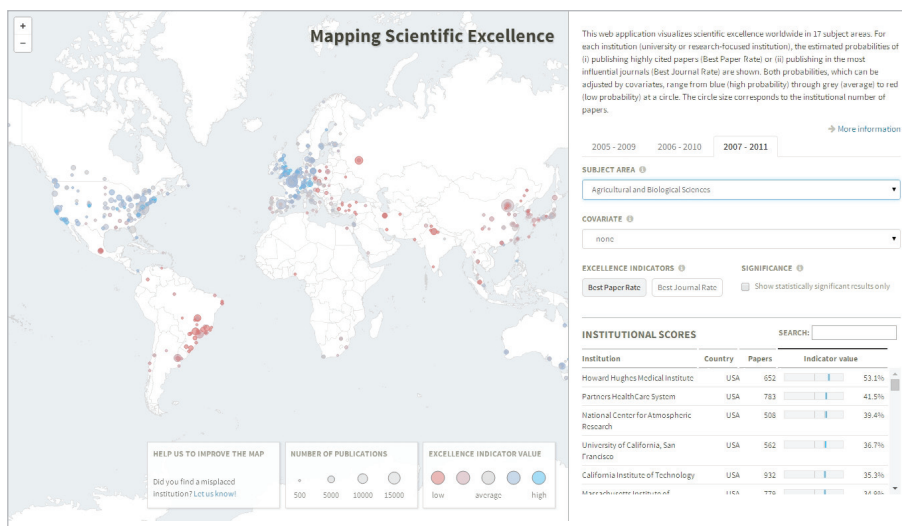 +
−
Mapping Scientific Excellence
This web application visualizes scientific excellence worldwide in 17 subject areas. For
each institution (university or research-focused institution), the estimated probabilities of
(i) publishing highly cited papers (Best Paper Rate) or (ii) publishing in the most
influential journals (Best Journal Rate) are shown. Both probabilities, which can be
adjusted by covariates, range from blue (high probability) through grey (average) to red
(low probability) at a circle. The circle size corresponds to the institutional number of
papers.
→ More information
2005 - 2009 2006 - 2010 2007 - 2011
SUBJECT AREA
Agricultural and Biological Sciences
COVARIATE
none
EXCELLENCE INDICATORS SIGNIFICANCE
Best Paper Rate Best Journal Rate Show statistically significant results only
INSTITUTIONAL SCORES SEARCH:
Institution Country Papers Indicator value
Howard Hughes Medical Institute USA 652 53.1%
Partners HealthCare System USA 783 41.5%
National Center for Atmospheric
Research USA 508 39.4%
University of California, San
Francisco USA 562 36.7%
California Institute of Technology USA 932 35.3%
Massachusetts Institute of USA 779 34.9%
HELP US TO IMPROVE THE MAP
Did you find a misplaced
institution? Let us know!
NUMBER OF PUBLICATIONS
500 5000 10000 15000
EXCELLENCE INDICATOR VALUE
low average high